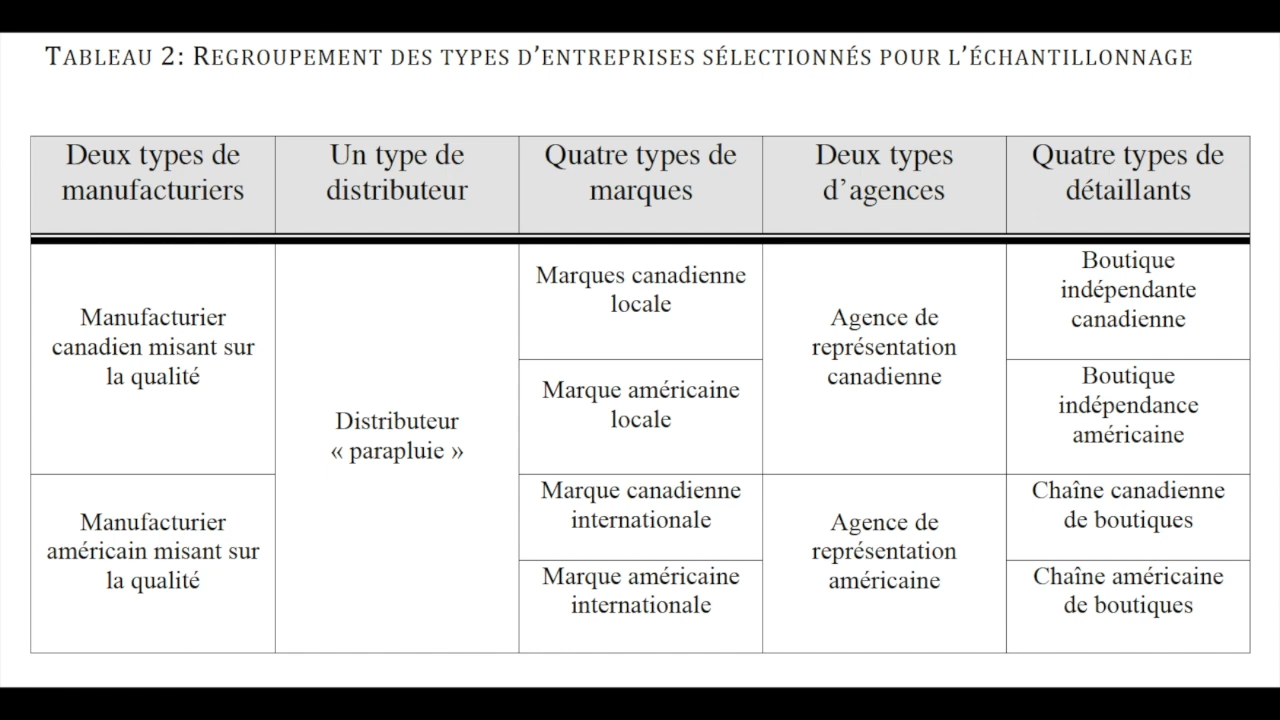 TABLEAU 2: REGROUPEMENT DES TYPES D'ENTREPRISES SÉLECTIONNÉS POUR L'ÉCHANTILLONNAGE
Deux types de
manufacturiers
Un type de
distributeur
Quatre types de
marques
Deux types
d'agences
Quatre types de
détaillants
Manufacturier
canadien misant sur
la qualité
Manufacturier
américain misant sur
la qualité
Distributeur
« parapluie »
Marques canadienne
locale
Marque américaine
locale
Marque canadienne
internationale
Marque américaine
internationale
Agence de
représentation
canadienne
Agence de
représentation
américaine
Boutique
indépendante
canadienne
Boutique
indépendance
américaine
Chaîne canadienne
de boutiques
Chaîne américaine
de boutiques